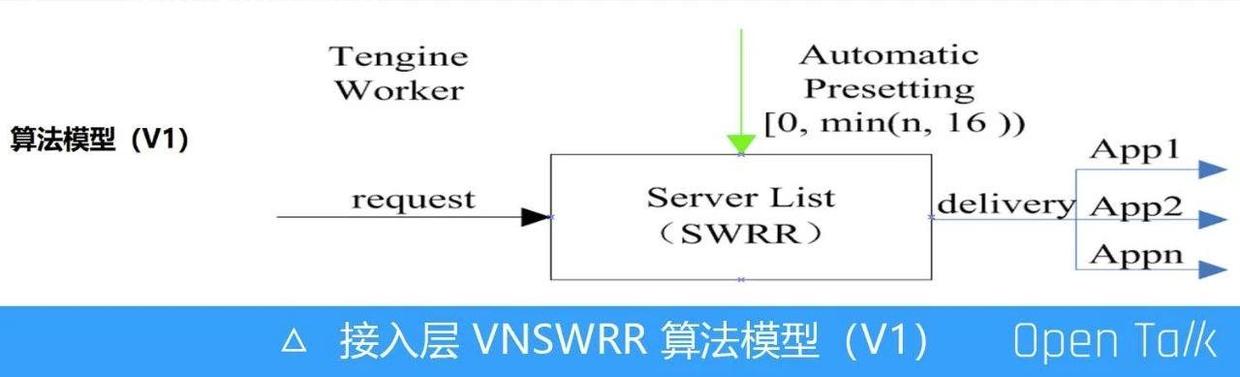 Tengine
Worker
Automatic
Presetting
[0, min(n, 16 ))
算法模型（V1）
request
Server List
（SWRR）
delivery
App1
App2
Appn
△ 接入层 VNSWRR 算法模型（V1）
Open Talk